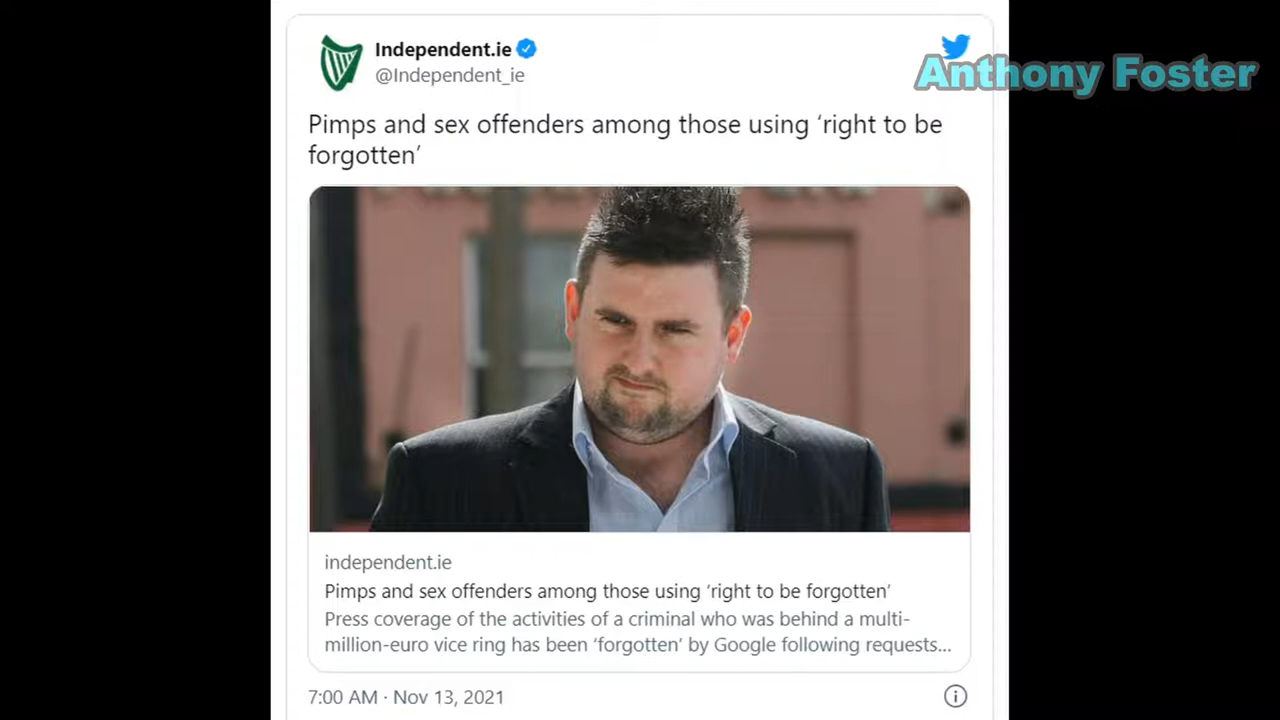 Independent.ie
@Independent_ie
Anthony Foster
Pimps and sex offenders among those using ‘right to be
forgotten’
independent.ie
Pimps and sex offenders among those using ‘right to be forgotten’
Press coverage of the activities of a criminal who was behind a multi-
million-euro vice ring has been ‘forgotten’ by Google following requests...
7:00 AM · Nov 13, 2021